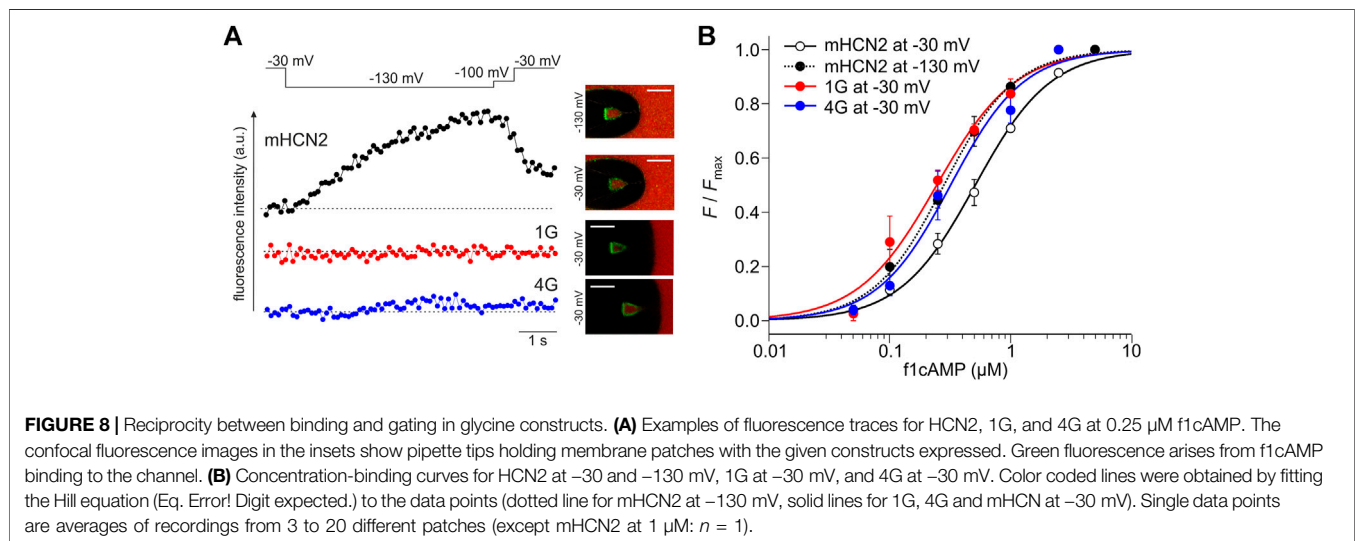 A
-30 mV
-30 mV
-130 mV
-100 mV
mHCN2
fluorescence intensity (a.u.)
1G
4G
1 s
-130 mV
-30 mV
-30 mV
-30 mV
B
mHCN2 at -30 mV
mHCN2 at -130 mV
1G at -30 mV
4G at -30 mV
F / Fmax
1.0
0.8
0.6
0.4
0.2
0.0
0.01
0.1
1
10
f1cAMP (µM)
FIGURE 8 | Reciprocity between binding and gating in glycine constructs. (A) Examples of fluorescence traces for HCN2, 1G, and 4G at 0.25 µM f1cAMP. The
confocal fluorescence images in the insets show pipette tips holding membrane patches with the given constructs expressed. Green fluorescence arises from f1cAMP
binding to the channel. (B) Concentration-binding curves for HCN2 at –30 and –130 mV, 1G at –30 mV, and 4G at –30 mV. Color coded lines were obtained by fitting
the Hill equation (Eq. Error! Digit expected.) to the data points (dotted line for mHCN2 at –130 mV, solid lines for 1G, 4G and mHCN at –30 mV). Single data points
are averages of recordings from 3 to 20 different patches (except mHCN2 at 1 µM: n = 1).